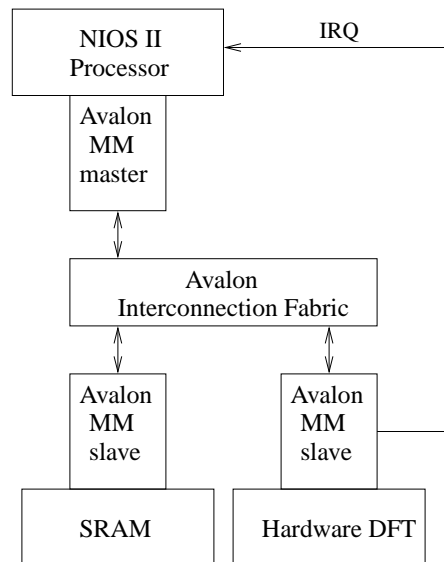 NIOS II
Processor
IRQ
Avalon
MM
master
Avalon
Interconnection Fabric
Avalon
MM
slave
Avalon
MM
slave
SRAM
Hardware DFT